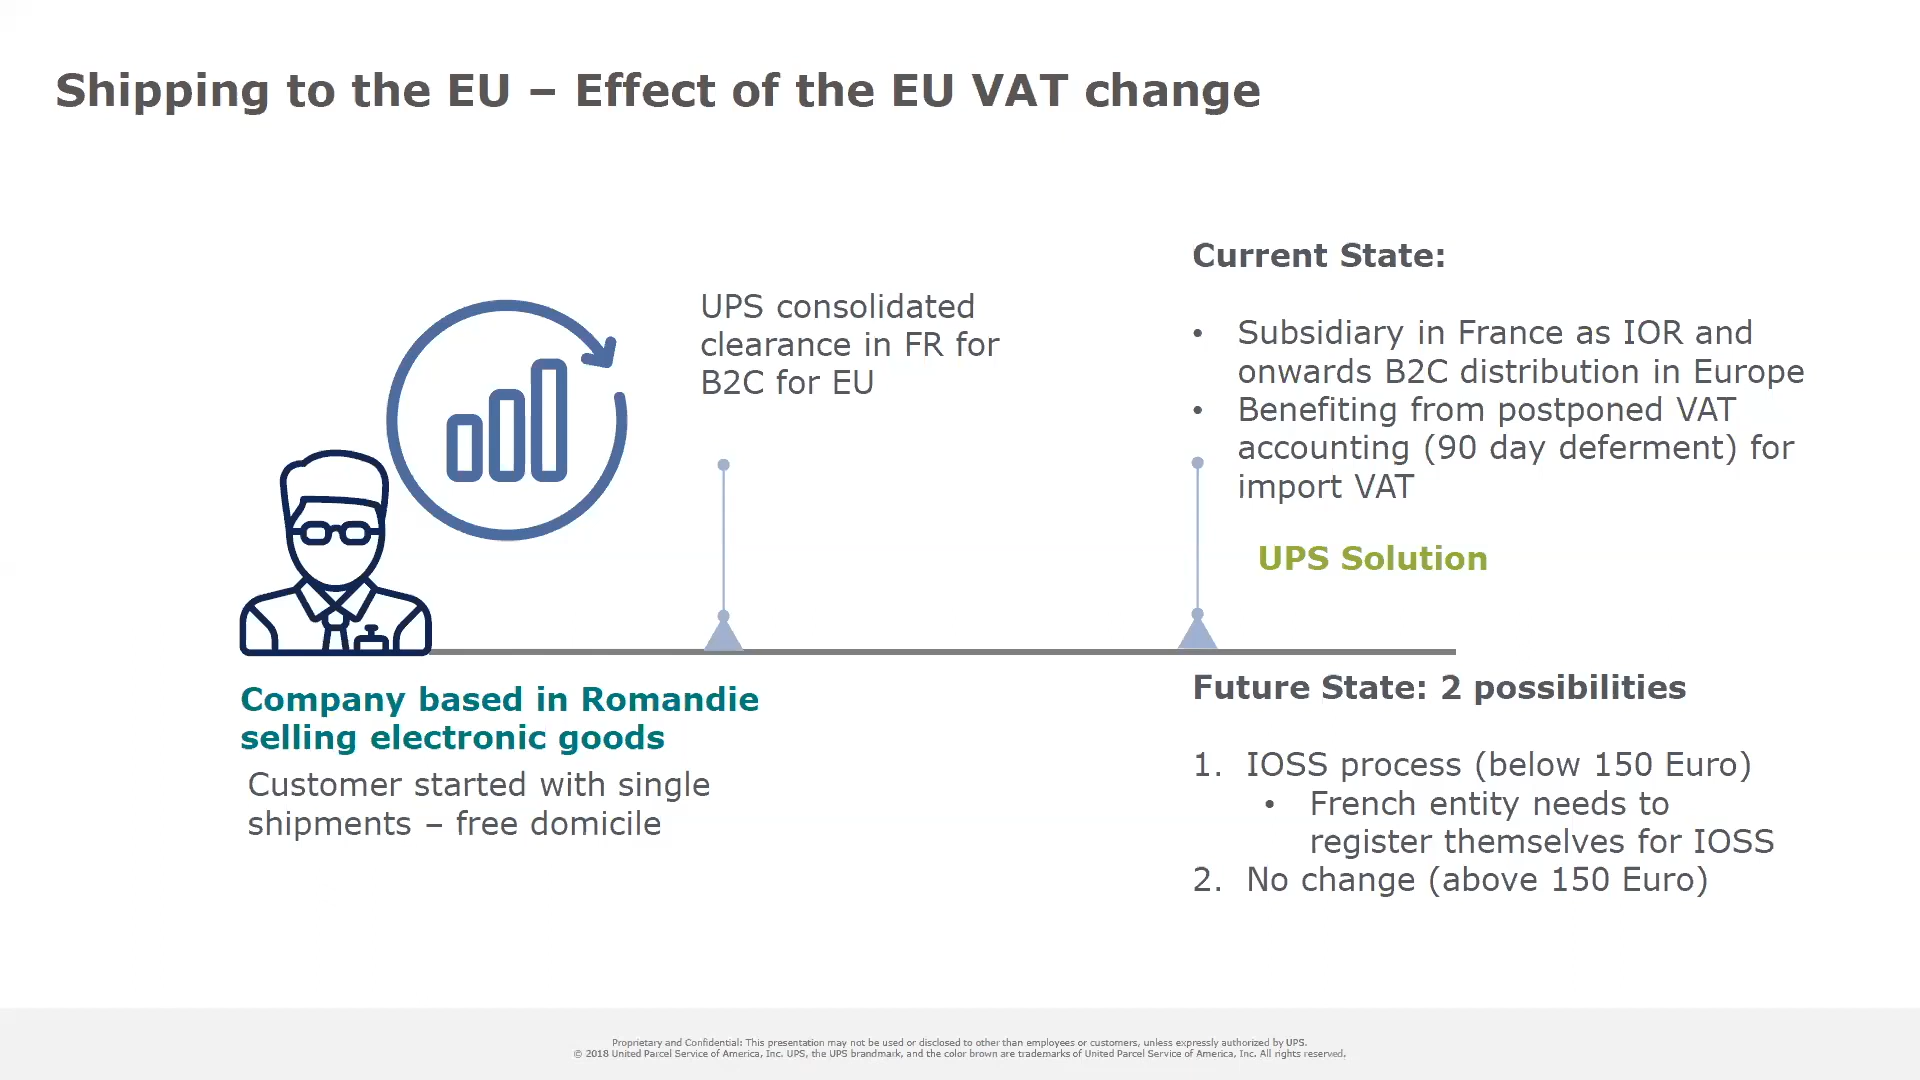 Shipping to the EU – Effect of the EU VAT change
UPS consolidated
clearance in FR for
B2C for EU
Company based in Romandie
selling electronic goods
Customer started with single
shipments – free domicile
Current State:
• Subsidiary in France as IOR and
onwards B2C distribution in Europe
• Benefiting from postponed VAT
accounting (90 day deferment) for
import VAT
UPS Solution
Future State: 2 possibilities
1. IOSS process (below 150 Euro)
• French entity needs to
register themselves for IOSS
2. No change (above 150 Euro)
Proprietary and Confidential: This presentation may not be used or disclosed to other than employees or customers, unless expressly authorized by UPS.
© 2018 United Parcel Service of America, Inc. UPS, the UPS brandmark, and the color brown are trademarks of United Parcel Service of America, Inc. All rights reserved.